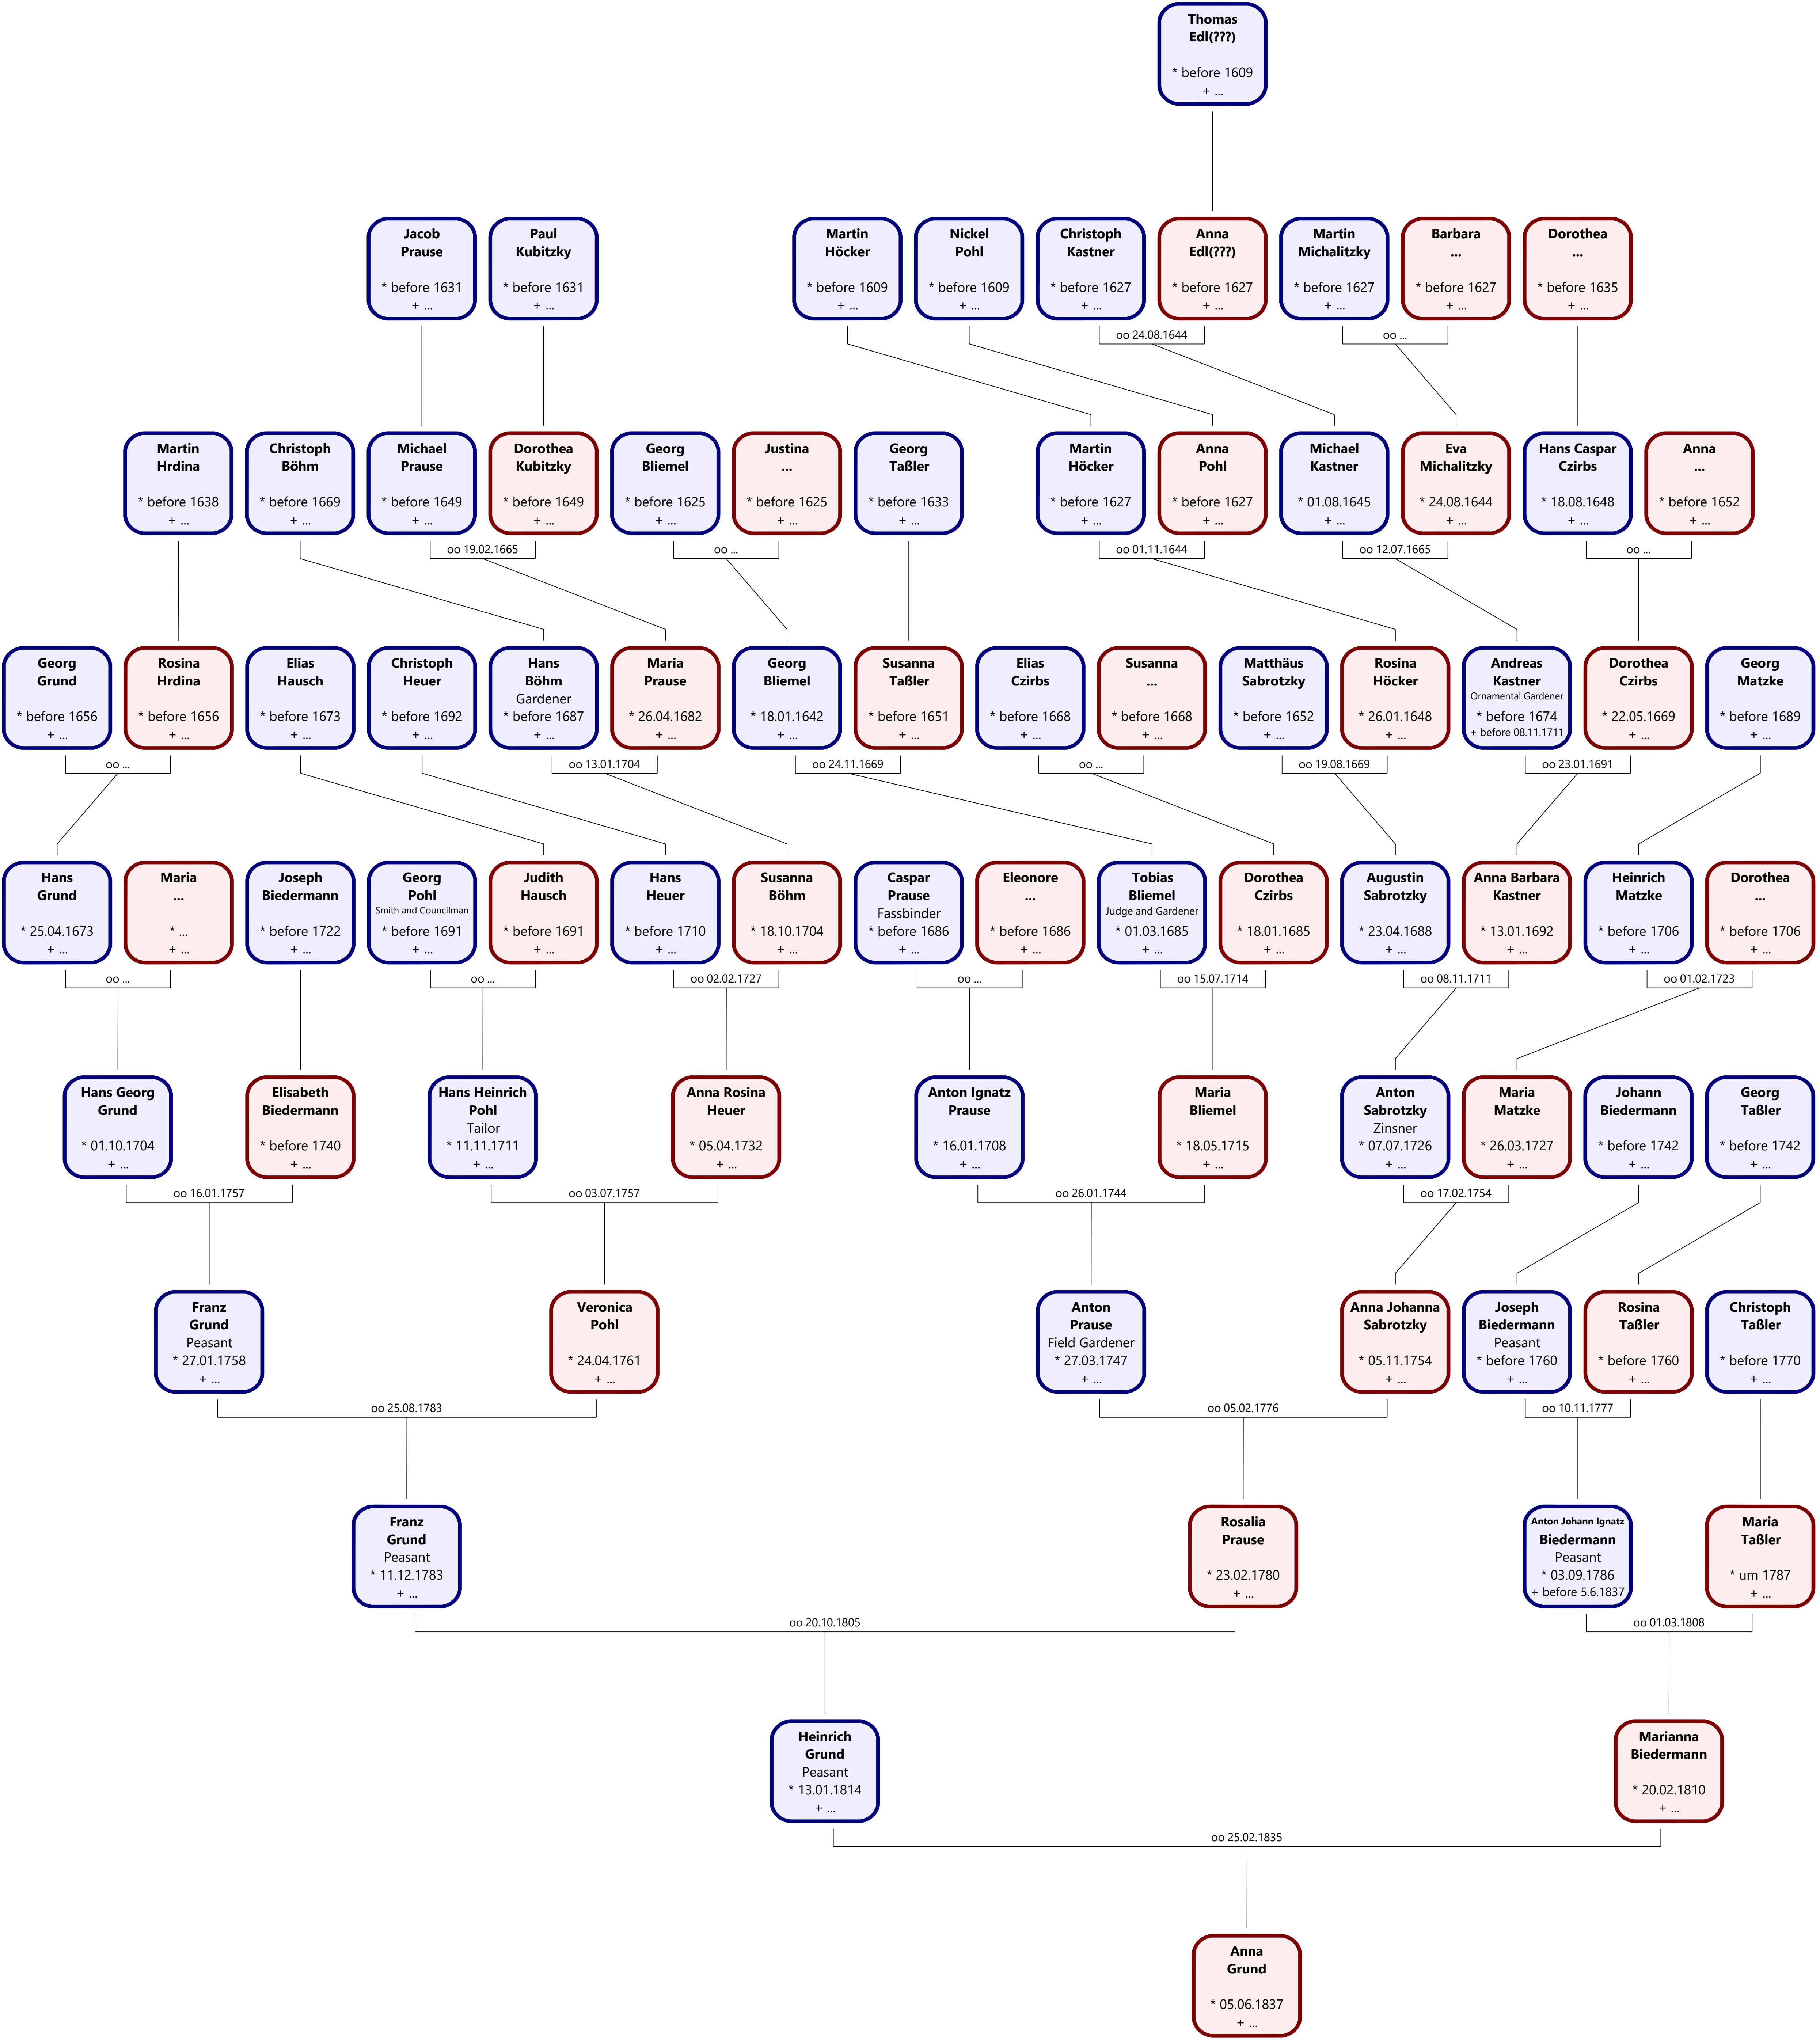 Thomas
Edl(???)
* before 1609
+ ...
Jacob
Prause
* before 1631
+ ...
Paul
Kubitzky
* before 1631
+ ...
Martin
Höcker
* before 1609
+ ...
Nickel
Pohl
* before 1609
+ ...
Christoph
Kastner
* before 1627
+ ...
Anna
Edl(???)
* before 1627
+ ...
Martin
Michalitzky
* before 1627
+ ...
Barbara
...
* before 1627
+ ...
Dorothea
...
* before 1635
+ ...
oo 24.08.1644
oo ...
Martin
Hrdina
* before 1638
+ ...
Christoph
Böhm
* before 1669
+ ...
Michael
Prause
* before 1649
+ ...
Dorothea
Kubitzky
* before 1649
+ ...
Georg
Bliemel
* before 1625
+ ...
Justina
...
* before 1625
+ ...
Georg
Taßler
* before 1633
+ ...
Martin
Höcker
* before 1627
+ ...
Anna
Pohl
* before 1627
+ ...
Michael
Kastner
* 01.08.1645
+ ...
Eva
Michalitzky
* 24.08.1644
+ ...
Hans Caspar
Czirbs
* 18.08.1648
+ ...
Anna
...
* before 1652
+ ...
oo 19.02.1665
oo ...
oo 01.11.1644
oo 12.07.1665
oo ...
Georg
Grund
* before 1656
+ ...
Rosina
Hrdina
* before 1656
+ ...
Elias
Hausch
* before 1673
+ ...
Christoph
Heuer
* before 1692
+ ...
Hans
Böhm
Gardener
* before 1687
+ ...
Maria
Prause
* 26.04.1682
+ ...
Georg
Bliemel
* 18.01.1642
+ ...
Susanna
Taßler
* before 1651
+ ...
Elias
Czirbs
* before 1668
+ ...
Susanna
...
* before 1668
+ ...
Matthäus
Sabrotzky
* before 1652
+ ...
Rosina
Höcker
* 26.01.1648
+ ...
Andreas
Kastner
Ornamental Gardener
* before 1674
+ before 08.11.1711
Dorothea
Czirbs
* 22.05.1669
+ ...
Georg
Matzke
* before 1689
+ ...
oo ...
oo 13.01.1704
oo 24.11.1669
oo ...
oo 19.08.1669
oo 23.01.1691
Hans
Grund
* 25.04.1673
+ ...
Maria
...
* ...
+ ...
Joseph
Biedermann
* before 1722
+ ...
Georg
Pohl
Smith and Councilman
* before 1691
+ ...
Judith
Hausch
* before 1691
+ ...
Hans
Heuer
* before 1710
+ ...
Susanna
Böhm
* 18.10.1704
+ ...
Caspar
Prause
Fassbinder
* before 1686
+ ...
Eleonore
...
* before 1686
+ ...
Tobias
Bliemel
Judge and Gardener
* 01.03.1685
+ ...
Dorothea
Czirbs
* 18.01.1685
+ ...
Augustin
Sabrotzky
* 23.04.1688
+ ...
Anna Barbara
Kastner
* 13.01.1692
+ ...
Heinrich
Matzke
* before 1706
+ ...
Dorothea
...
* before 1706
+ ...
oo ...
oo ...
oo 02.02.1727
oo ...
oo 15.07.1714
oo 08.11.1711
oo 01.02.1723
Hans Georg
Grund
* 01.10.1704
+ ...
Elisabeth
Biedermann
* before 1740
+ ...
Hans Heinrich
Pohl
Tailor
* 11.11.1711
+ ...
Anna Rosina
Heuer
* 05.04.1732
+ ...
Anton Ignatz
Prause
* 16.01.1708
+ ...
Maria
Bliemel
* 18.05.1715
+ ...
Anton
Sabrotzky
Zinsner
* 07.07.1726
+ ...
Maria
Matzke
* 26.03.1727
+ ...
Johann
Biedermann
* before 1742
+ ...
Georg
Taßler
* before 1742
+ ...
oo 16.01.1757
oo 03.07.1757
oo 26.01.1744
oo 17.02.1754
Franz
Grund
Peasant
* 27.01.1758
+ ...
Veronica
Pohl
* 24.04.1761
+ ...
Anton
Prause
Field Gardener
* 27.03.1747
+ ...
Anna Johanna
Sabrotzky
* 05.11.1754
+ ...
Joseph
Biedermann
Peasant
* before 1760
+ ...
Rosina
Taßler
* before 1760
+ ...
Christoph
Taßler
* before 1770
+ ...
oo 25.08.1783
oo 05.02.1776
oo 10.11.1777
Franz
Grund
Peasant
* 11.12.1783
+ ...
Rosalia
Prause
* 23.02.1780
+ ...
Anton Johann Ignatz
Biedermann
Peasant
* 03.09.1786
+ before 5.6.1837
Maria
Taßler
* um 1787
+ ...
oo 20.10.1805
oo 01.03.1808
Heinrich
Grund
Peasant
* 13.01.1814
+ ...
Marianna
Biedermann
* 20.02.1810
+ ...
oo 25.02.1835
Anna
Grund
* 05.06.1837
+ ...